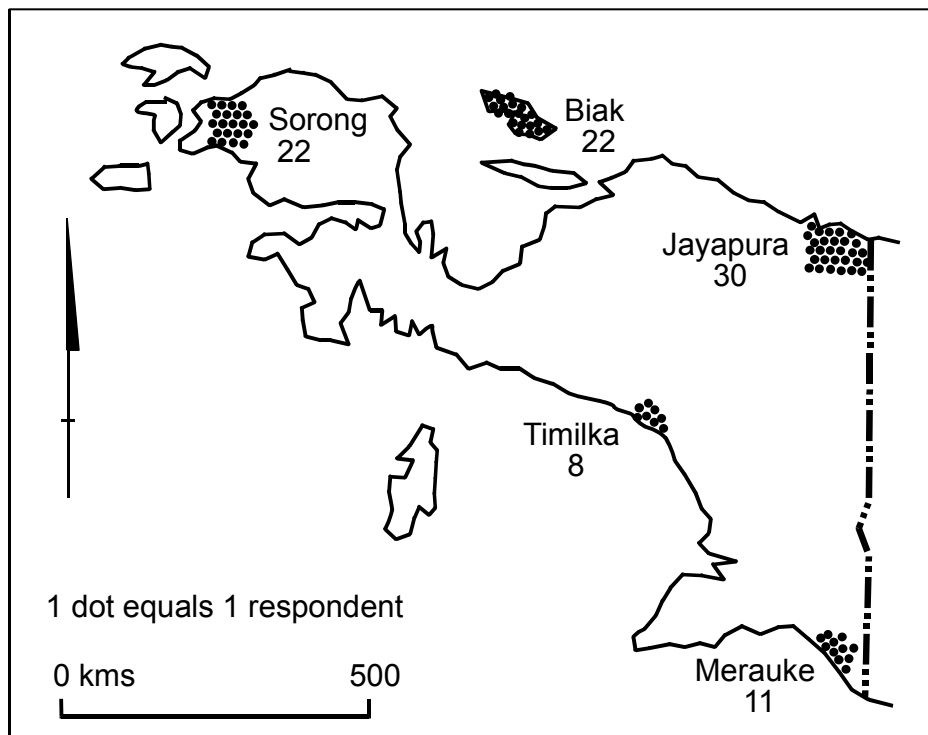 Sorong
22
Biak
22
Jayapura
30
Timilka
8
1 dot equals 1 respondent
0 kms 500
Merauke
11